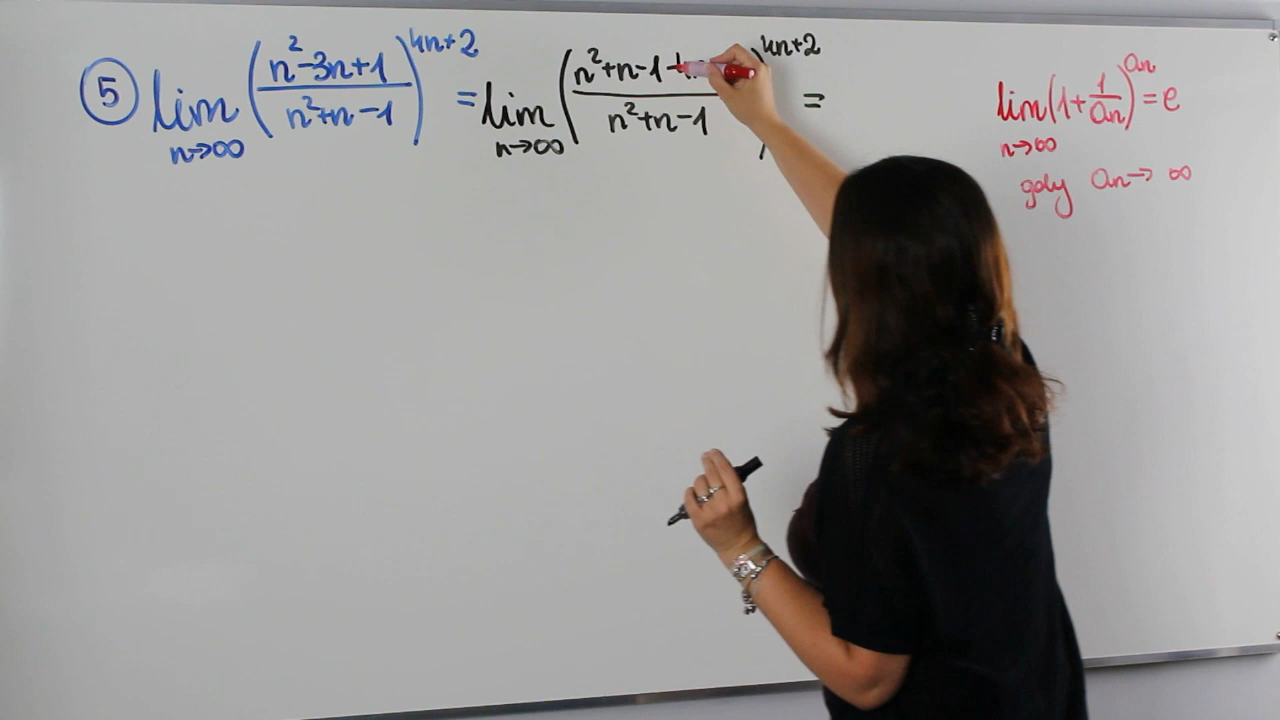 ⑤ lim n→∞ ((n²-3n+1)/(n²+n-1))^(4n+2) = lim n→∞ ((n²+n-1-4n)/(n²+n-1))^(4n+2) =
lim n→∞ (1+1/an)^an = e
gdy an→∞